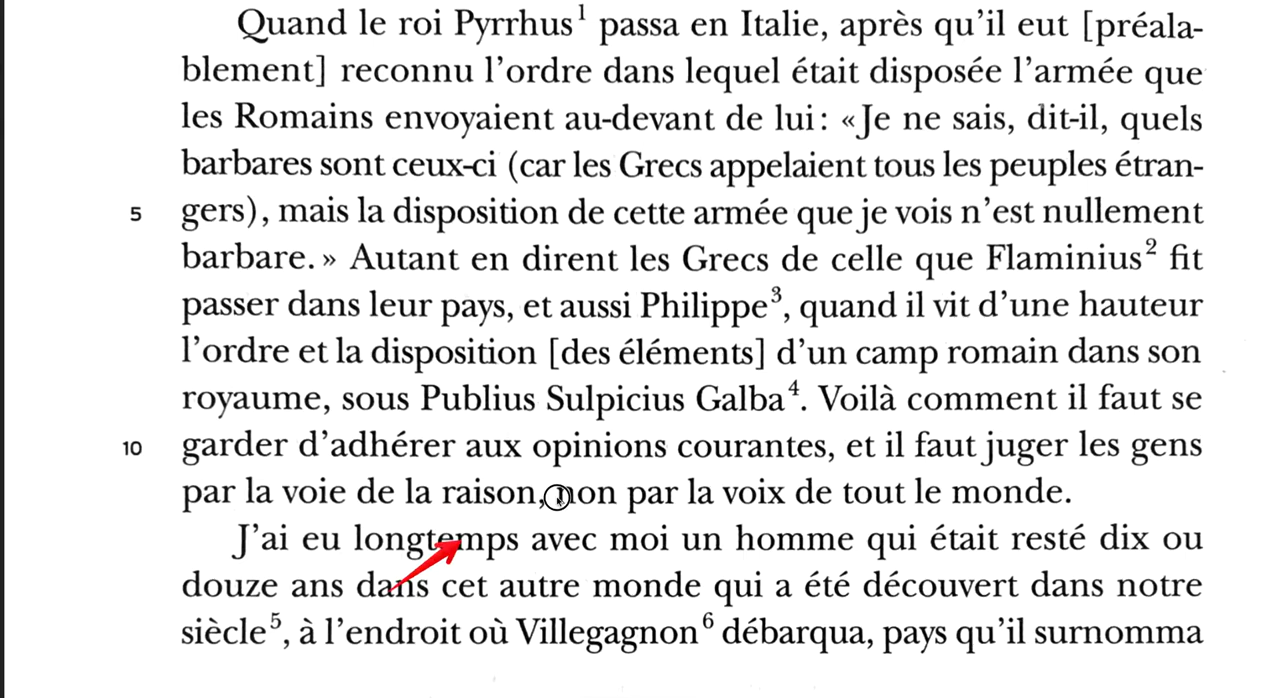 Quand le roi Pyrrhus¹ passa en Italie, après qu'il eut [préala-
blement] reconnu l'ordre dans lequel était disposée l'armée que
les Romains envoyaient au-devant de lui : «Je ne sais, dit-il, quels
barbares sont ceux-ci (car les Grecs appelaient tous les peuples étran-
5 gers), mais la disposition de cette armée que je vois n'est nullement
barbare.» Autant en dirent les Grecs de celle que Flaminius² fit
passer dans leur pays, et aussi Philippe³, quand il vit d'une hauteur
l'ordre et la disposition [des éléments] d'un camp romain dans son
royaume, sous Publius Sulpicius Galba⁴. Voilà comment il faut se
10 garder d'adhérer aux opinions courantes, et il faut juger les gens
par la voie de la raison, non par la voix de tout le monde.
J'ai eu longtemps avec moi un homme qui était resté dix ou
douze ans dans cet autre monde qui a été découvert dans notre
siècle⁵, à l'endroit où Villegagnon⁶ débarqua, pays qu'il surnomma